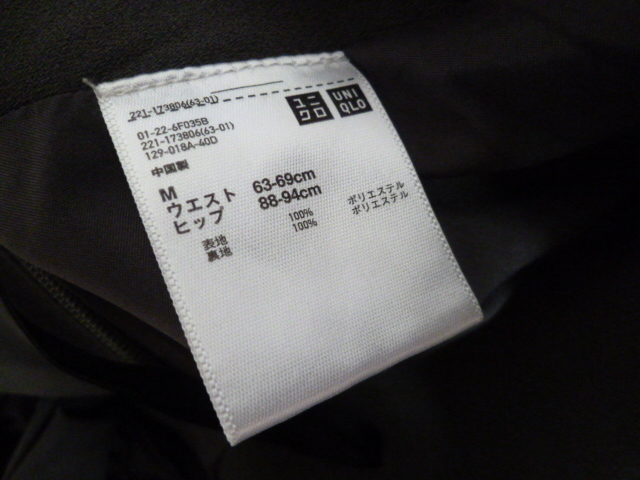 221-173806(63-01)
ユニクロ UNIQLO
01-22-6F035B
221-173806(63-01)
129-018A-40D
中国製
M
ウエスト 63-69cm
ヒップ 88-94cm
表地 100% ポリエステル
裏地 100% ポリエステル